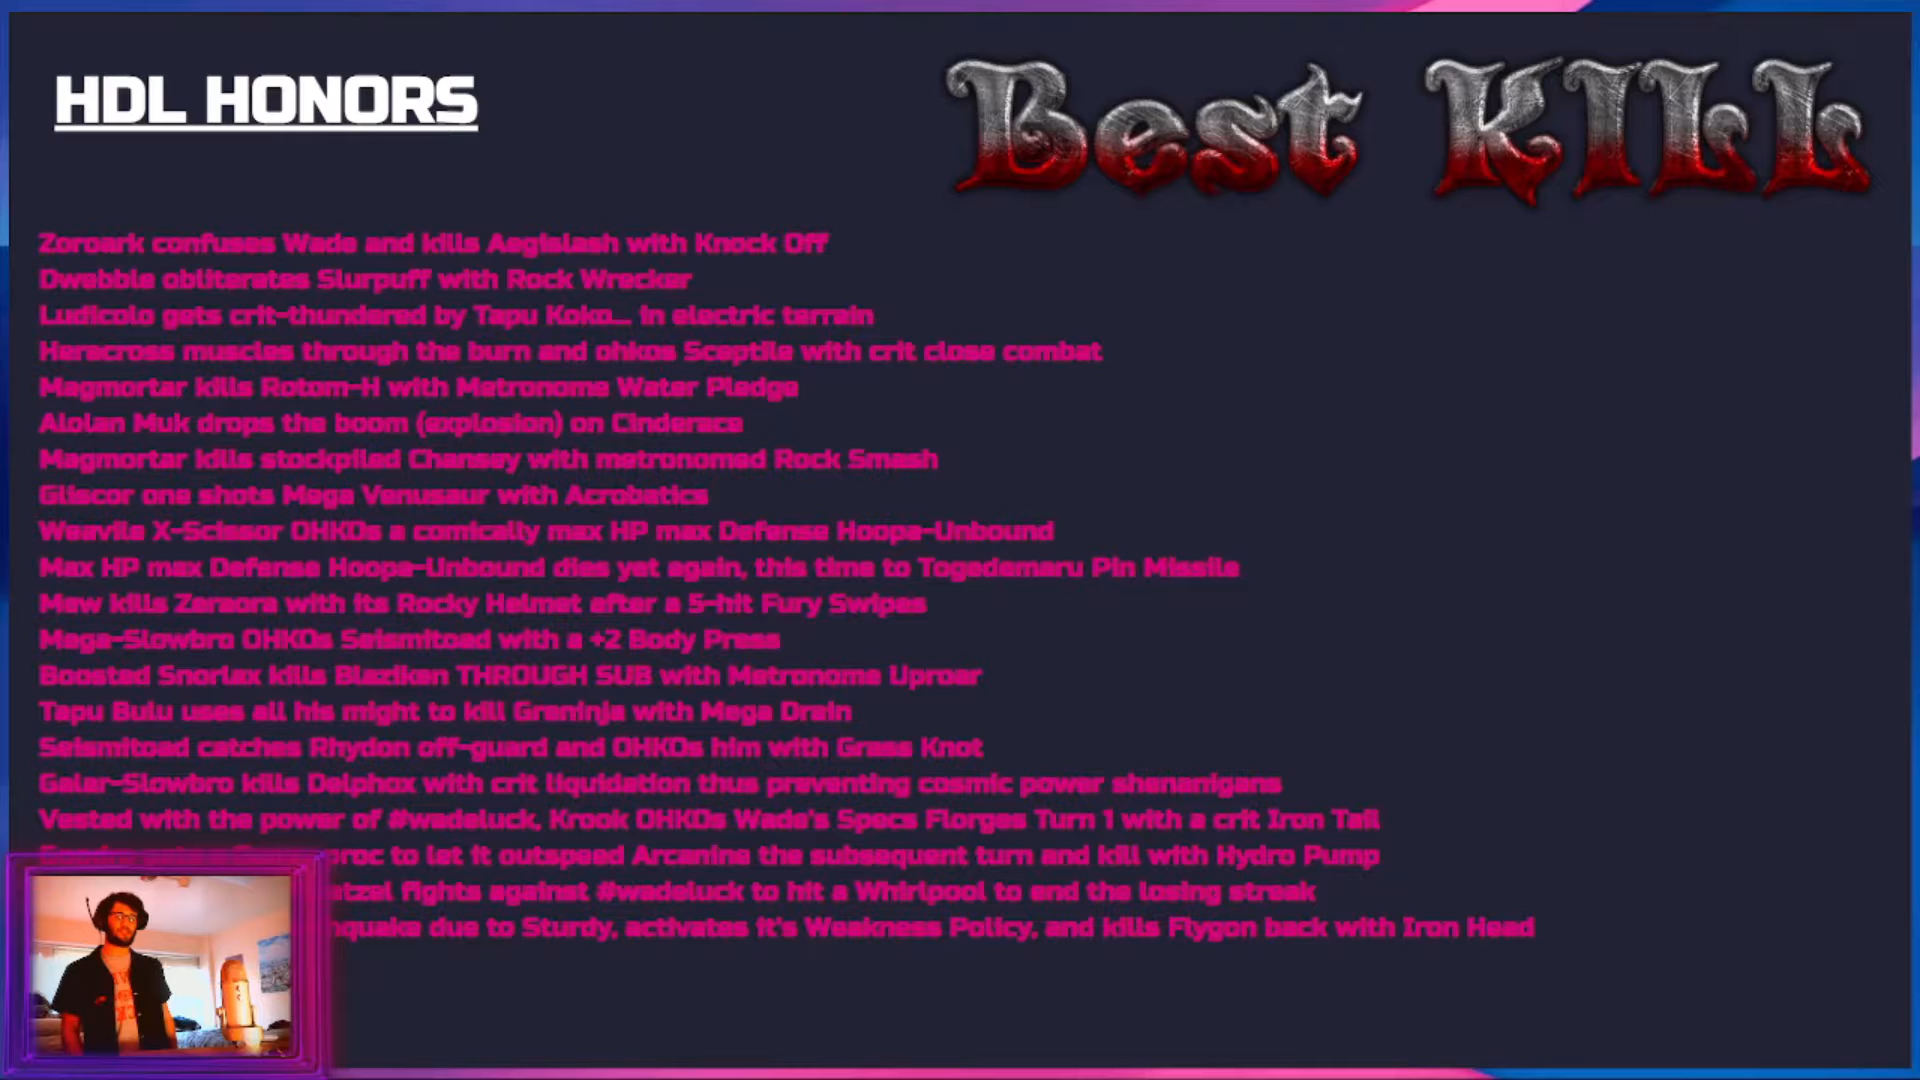 HDL HONORS
Best KILL
Zoroark confuses Wade and kills Aegislash with Knock Off
Dwebble obliterates Slurpuff with Rock Wrecker
Ludicolo gets crit-thundered by Tapu Koko... in electric terrain
Heracross muscles through the burn and ohkos Sceptile with crit close combat
Magmortar kills Rotom-H with Metronome Water Pledge
Alolan Muk drops the boom (explosion) on Cinderace
Magmortar kills stockpiled Chansey with metronomed Rock Smash
Gliscor one shots Mega Venusaur with Acrobatics
Weavile X-Scissor OHKOs a comically max HP max Defense Hoopa-Unbound
Max HP max Defense Hoopa-Unbound dies yet again, this time to Togedemaru Pin Missile
Mew kills Zeraora with its Rocky Helmet after a 5-hit Fury Swipes
Mega-Slowbro OHKOs Seismitoad with a +2 Body Press
Boosted Snorlax kills Blaziken THROUGH SUB with Metronome Uproar
Tapu Bulu uses all his might to kill Greninja with Mega Drain
Seismitoad catches Rhydon off-guard and OHKOs him with Grass Knot
Galar-Slowbro kills Delphox with crit liquidation thus preventing cosmic power shenanigans
Vested with the power of #wadeluck, Krook OHKOs Wade's Specs Florges Turn 1 with a crit Iron Tail
proc to let it outspeed Arcanine the subsequent turn and kill with Hydro Pump
atzel fights against #wadeluck to hit a Whirlpool to end the losing streak
quake due to Sturdy, activates it's Weakness Policy, and kills Flygon back with Iron Head